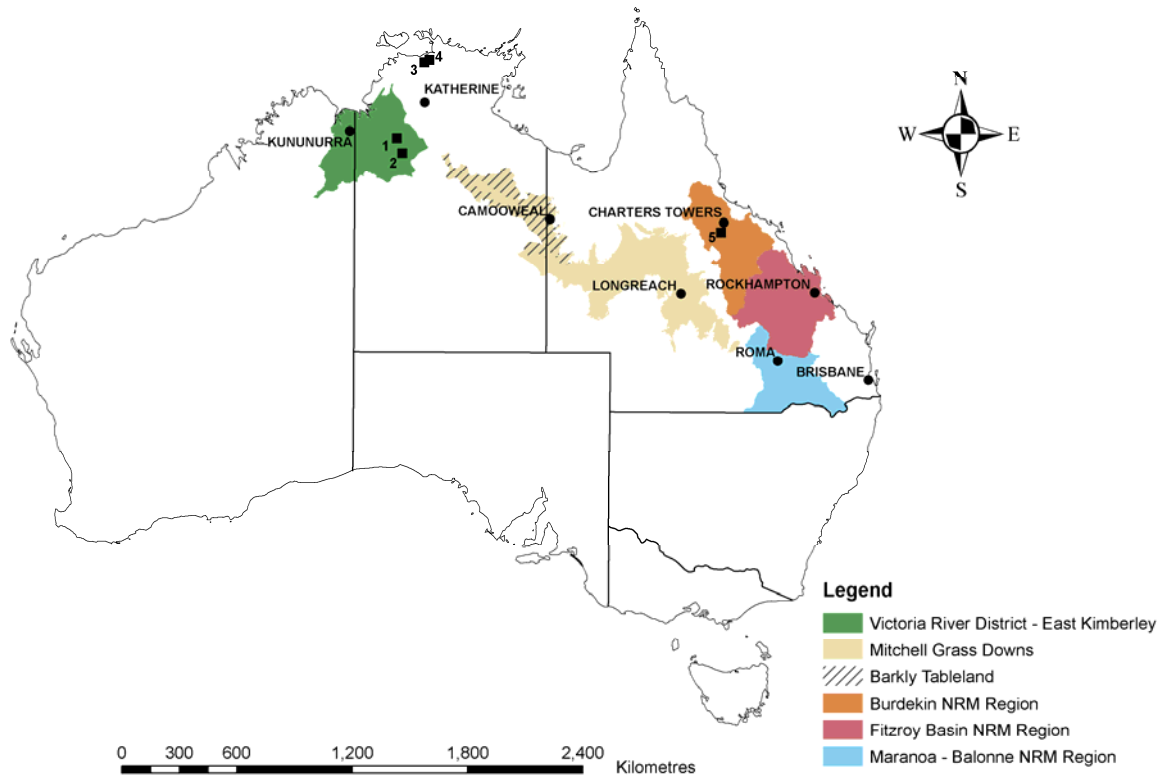 4
3
KATHERINE
N
KUNUNURRA
1
W
E
2
S
CAMOOWEAL
CHARTERS TOWERS
5
LONGREACH
ROCKHAMPTON
ROMA
BRISBANE
Legend
Victoria River District - East Kimberley
Mitchell Grass Downs
Barkly Tableland
Burdekin NRM Region
Fitzroy Basin NRM Region
Maranoa - Balonne NRM Region
0 300 600 1,200 1,800 2,400
Kilometres